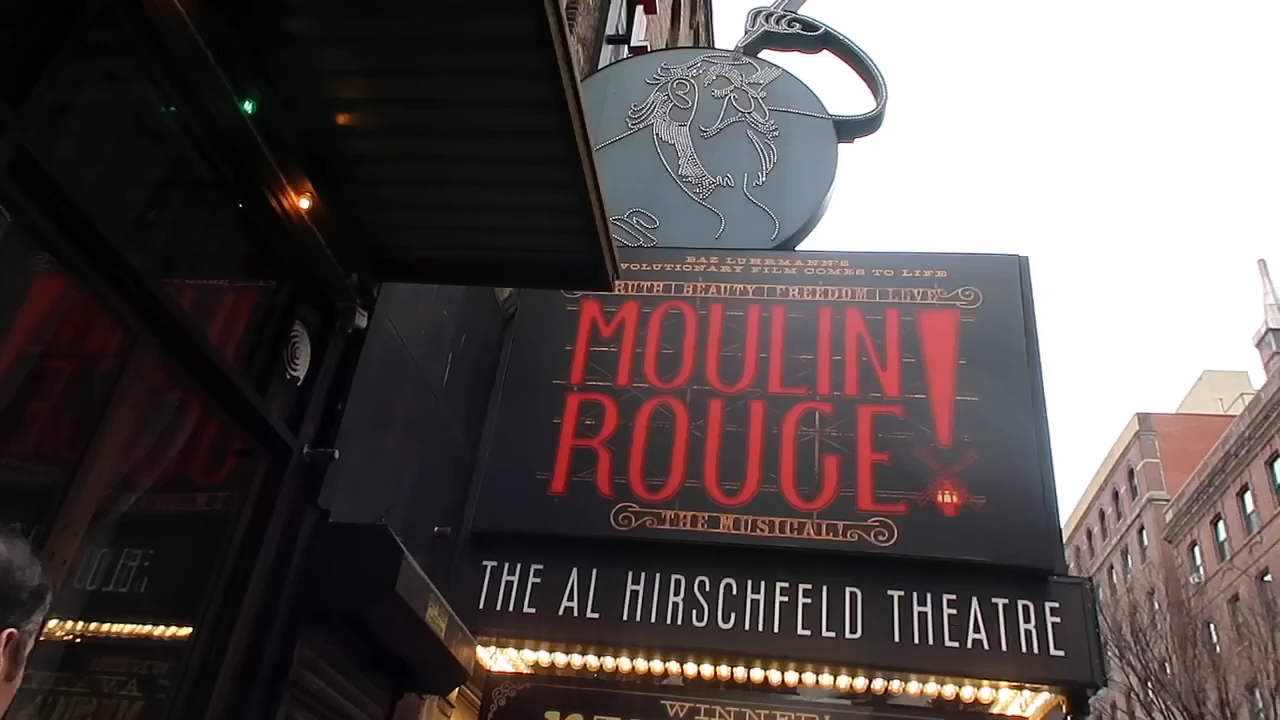 BAZ LUHRMANN'S
VOLUTIONARY FILM COMES TO LIFE
RUTH | BEAUTY | FREEDOM | LOVE
MOULIN
ROUGE!
THE MUSICAL!
THE AL HIRSCHFELD THEATRE
WINNER!